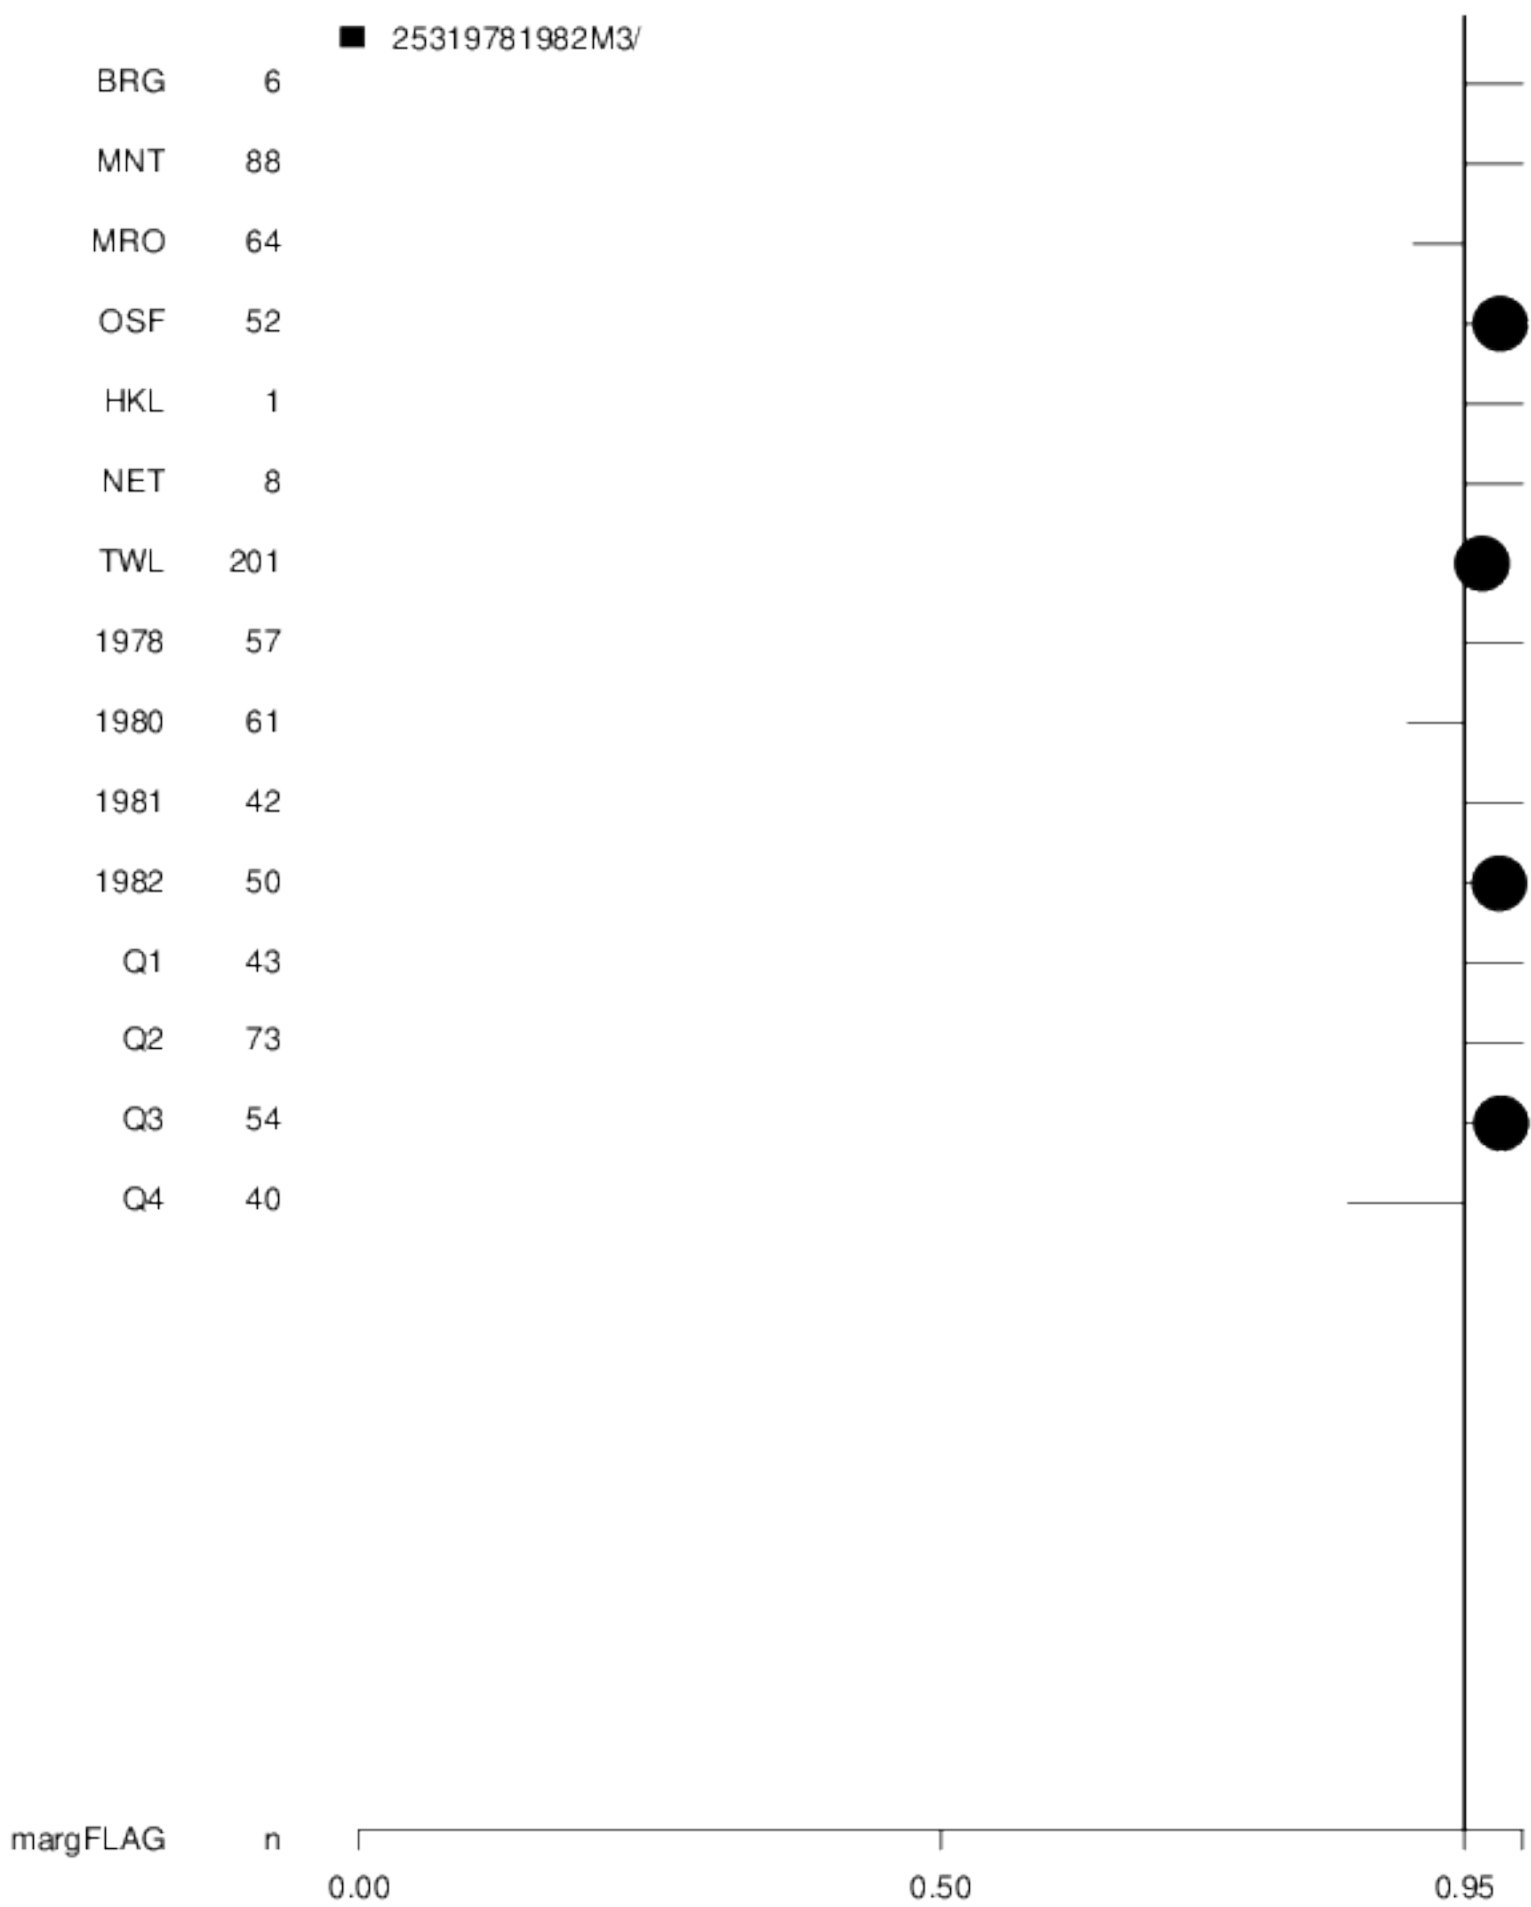 25319781982M3/
BRG 6
MNT 88
MRO 64
OSF 52
HKL 1
NET 8
TWL 201
1978 57
1980 61
1981 42
1982 50
Q1 43
Q2 73
Q3 54
Q4 40
margFLAG n
0.00 0.50 0.95